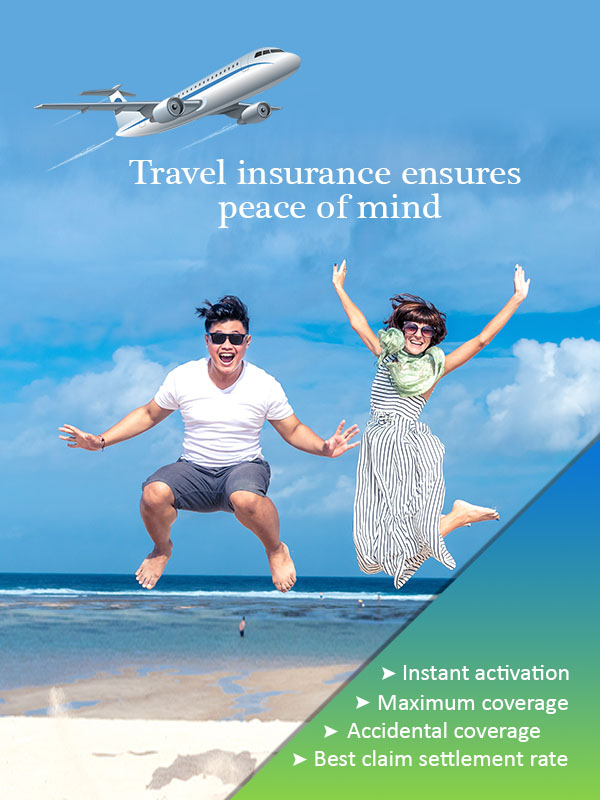 Travel insurance ensures
peace of mind
➤ Instant activation
➤ Maximum coverage
➤ Accidental coverage
➤ Best claim settlement rate